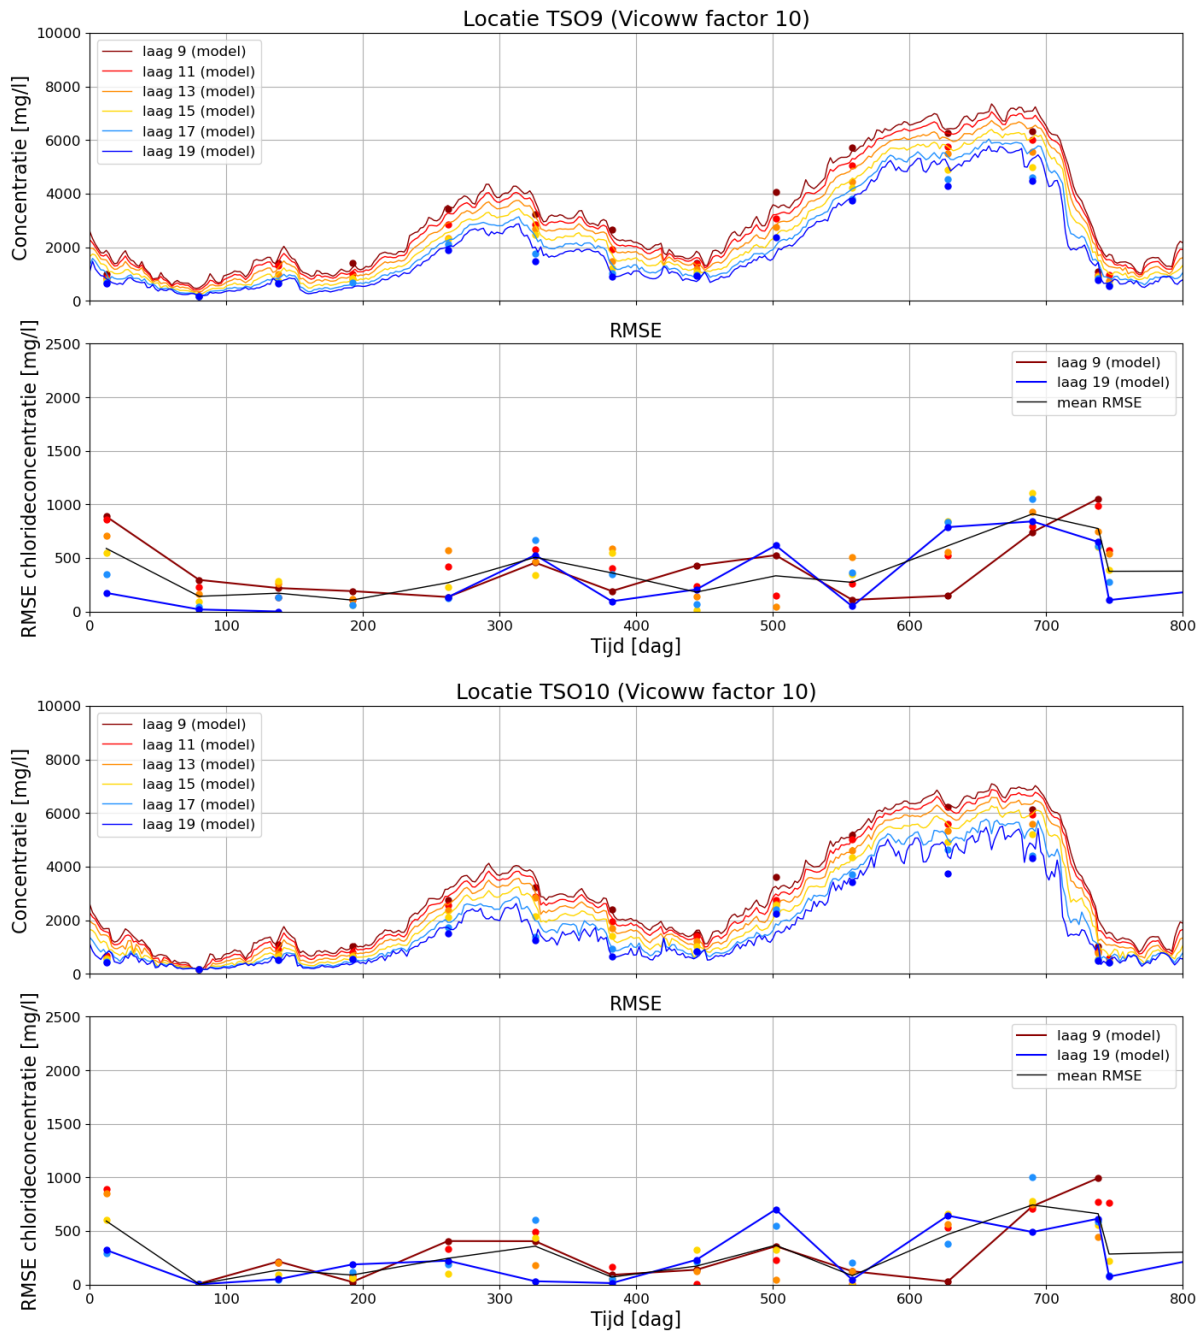 Locatie TSO9 (Vicoww factor 10)
Concentratie [mg/l]
10000
8000
6000
4000
2000
0
laag 9 (model)
laag 11 (model)
laag 13 (model)
laag 15 (model)
laag 17 (model)
laag 19 (model)
RMSE
RMSE chlorideconcentratie [mg/l]
2500
2000
1500
1000
500
0
laag 9 (model)
laag 19 (model)
mean RMSE
0 100 200 300 400 500 600 700 800
Tijd [dag]
Locatie TSO10 (Vicoww factor 10)
Concentratie [mg/l]
10000
8000
6000
4000
2000
0
laag 9 (model)
laag 11 (model)
laag 13 (model)
laag 15 (model)
laag 17 (model)
laag 19 (model)
RMSE
RMSE chlorideconcentratie [mg/l]
2500
2000
1500
1000
500
0
laag 9 (model)
laag 19 (model)
mean RMSE
0 100 200 300 400 500 600 700 800
Tijd [dag]